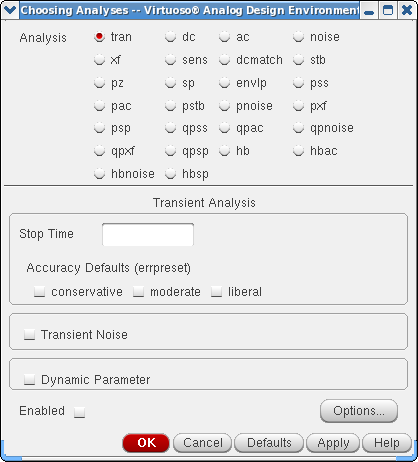 Choosing Analyses -- Virtuoso® Analog Design Environment
Analysis tran dc ac noise
xf sens dcmatch stb
pz sp envlp pss
pac pstb pnoise pxf
psp qpss qpac qpnoise
qpxf qpsp hb hbac
hbnoise hbsp
Transient Analysis
Stop Time
Accuracy Defaults (errpreset)
conservative moderate liberal
Transient Noise
Dynamic Parameter
Enabled Options...
OK Cancel Defaults Apply Help